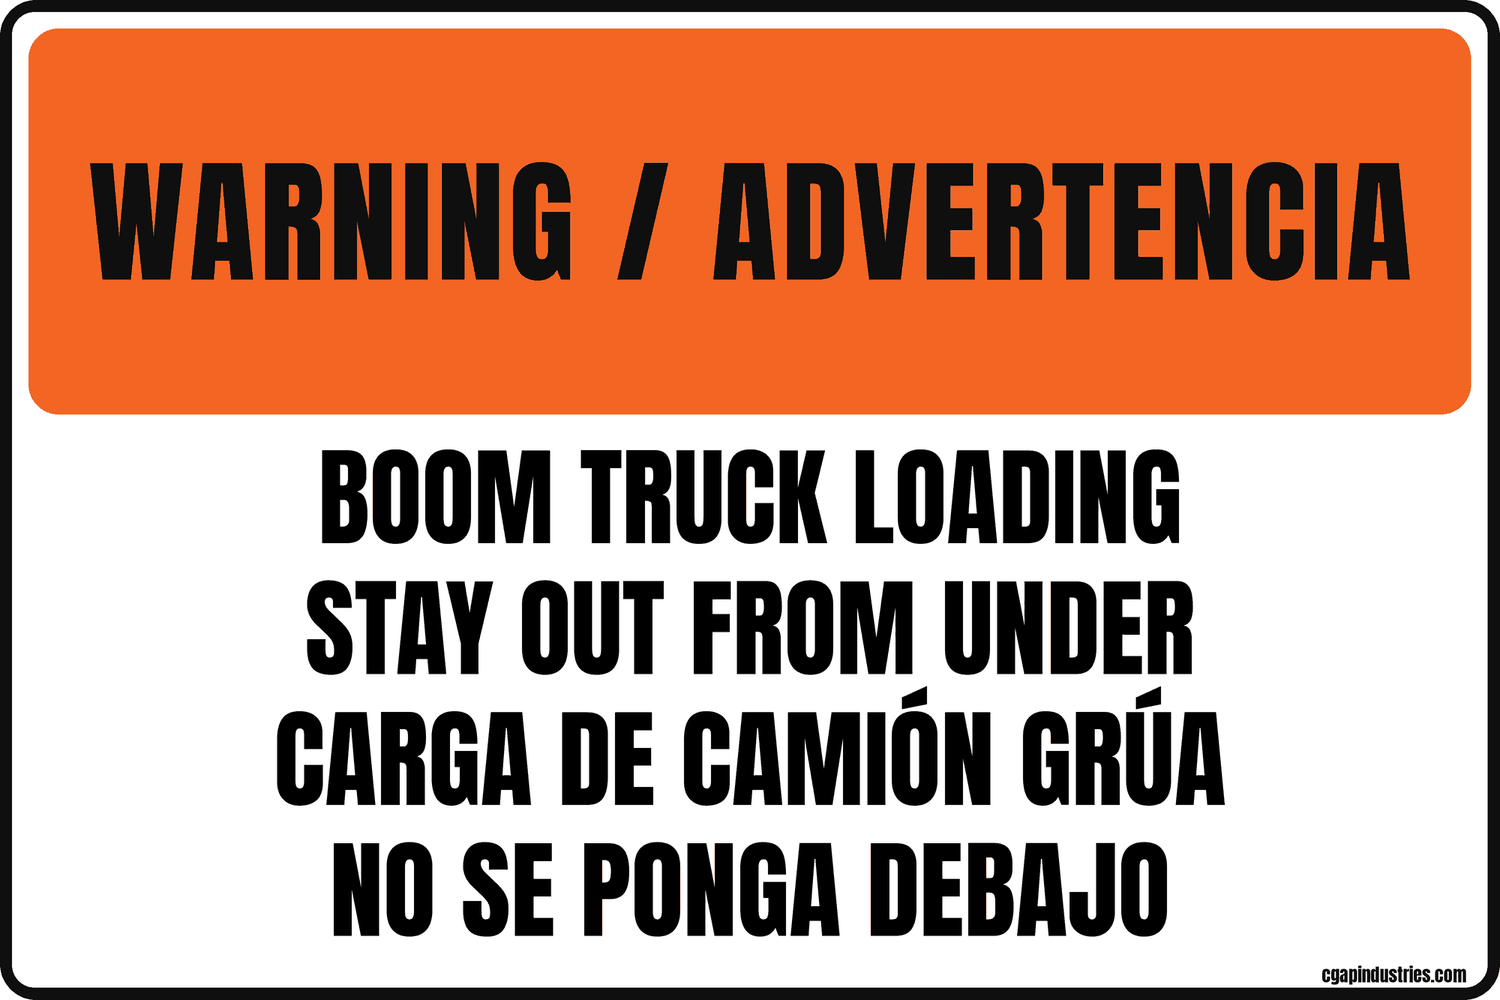 WARNING / ADVERTENCIA
BOOM TRUCK LOADING
STAY OUT FROM UNDER
CARGA DE CAMIÓN GRÚA
NO SE PONGA DEBAJO
cgapindustries.com